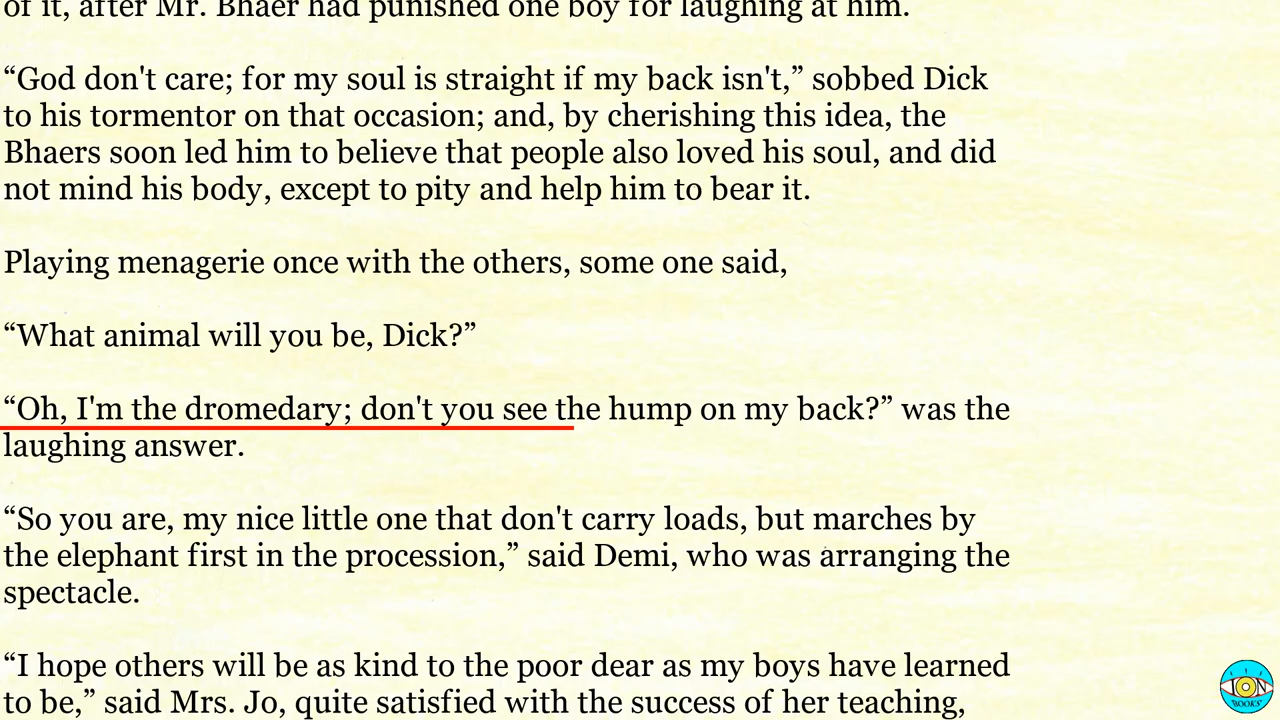 of it, after Mr. Bhaer had punished one boy for laughing at him.
“God don't care; for my soul is straight if my back isn't,” sobbed Dick
to his tormentor on that occasion; and, by cherishing this idea, the
Bhaers soon led him to believe that people also loved his soul, and did
not mind his body, except to pity and help him to bear it.
Playing menagerie once with the others, some one said,
“What animal will you be, Dick?”
“Oh, I'm the dromedary; don't you see the hump on my back?” was the
laughing answer.
“So you are, my nice little one that don't carry loads, but marches by
the elephant first in the procession,” said Demi, who was arranging the
spectacle.
“I hope others will be as kind to the poor dear as my boys have learned
to be,” said Mrs. Jo, quite satisfied with the success of her teaching,
ION
BOOKS